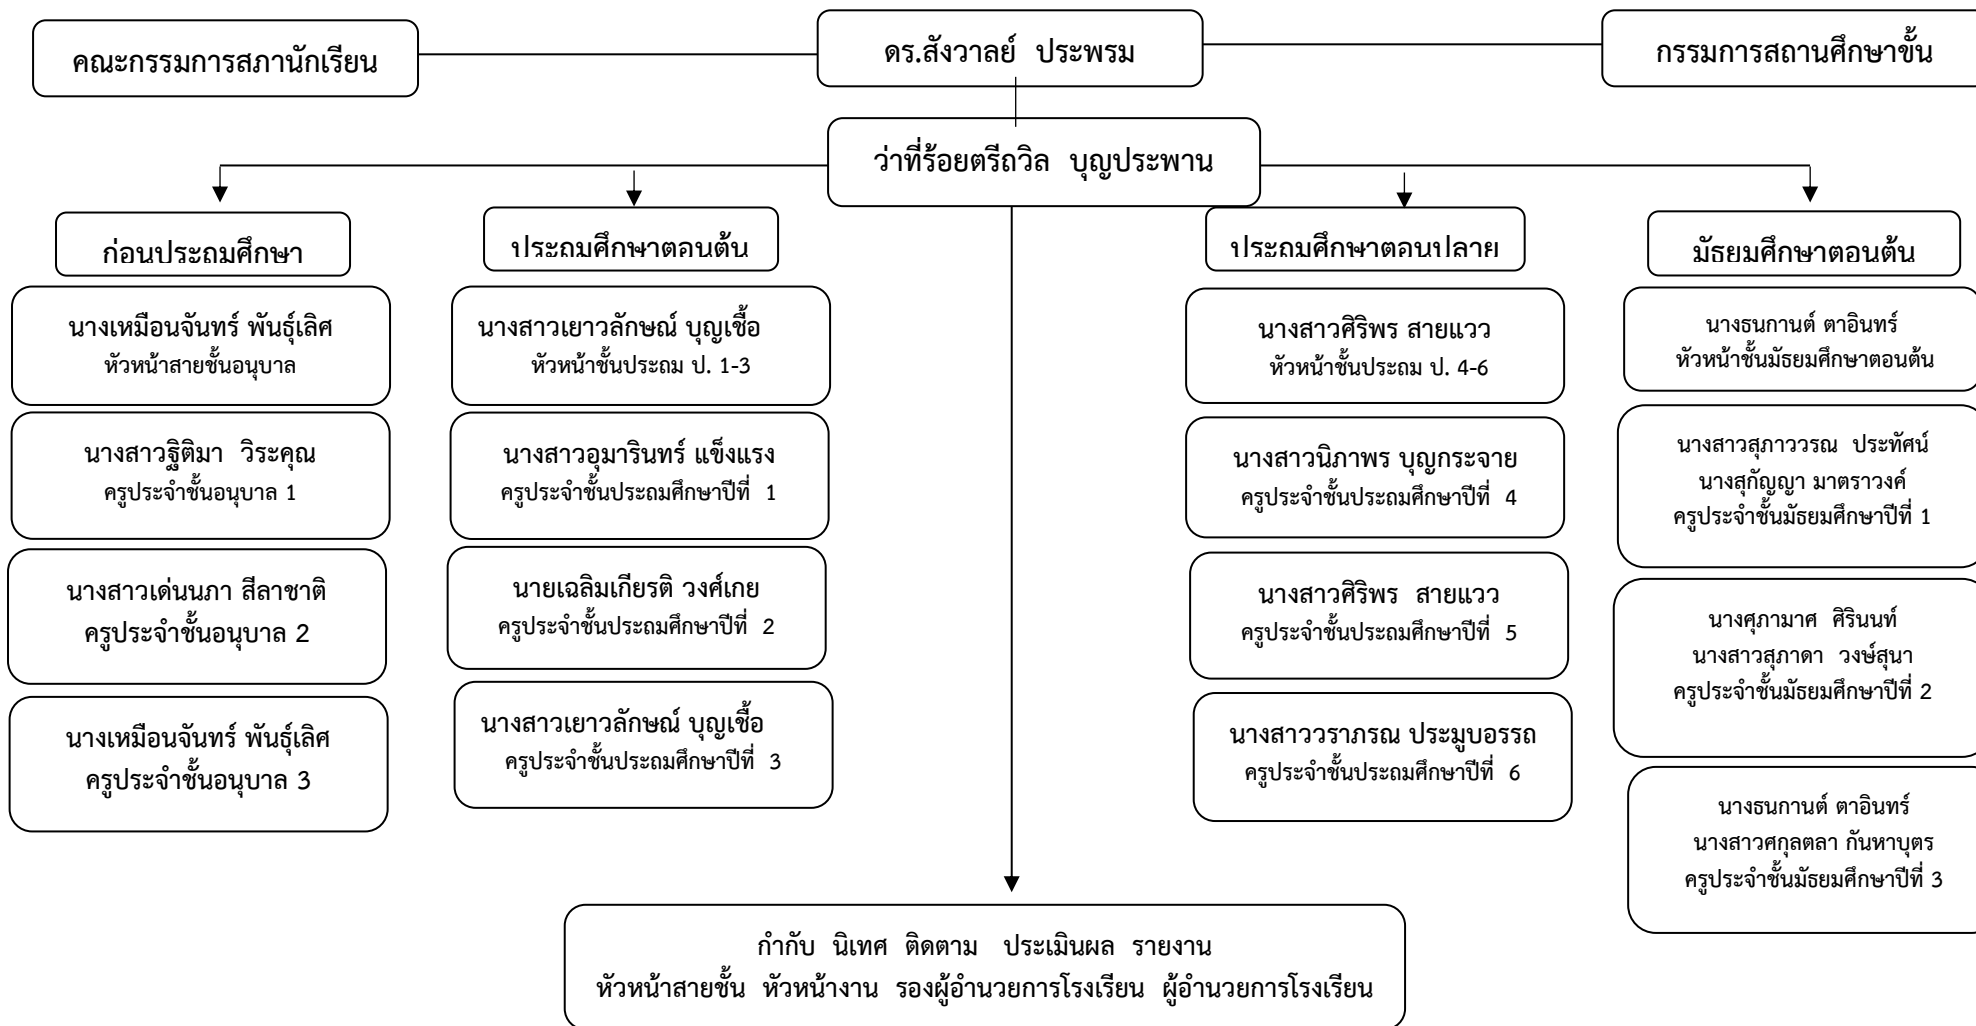 คณะกรรมการสภานักเรียน
ดร.สังวาลย์ ประพรม
กรรมการสถานศึกษาขั้น
ว่าที่ร้อยตรีถวิล บุญประพาน
ก่อนประถมศึกษา
ประถมศึกษาตอนต้น
ประถมศึกษาตอนปลาย
มัธยมศึกษาตอนต้น
นางเหมือนจันทร์ พันธุ์เลิศ
หัวหน้าสายชั้นอนุบาล
นางสาวฐิติมา วิระคุณ
ครูประจำชั้นอนุบาล 1
นางสาวเด่นนภา สีลาชาติ
ครูประจำชั้นอนุบาล 2
นางเหมือนจันทร์ พันธุ์เลิศ
ครูประจำชั้นอนุบาล 3
นางสาวเยาวลักษณ์ บุญเชื้อ
หัวหน้าชั้นประถม ป. 1-3
นางสาวอุมารินทร์ แข็งแรง
ครูประจำชั้นประถมศึกษาปีที่ 1
นายเฉลิมเกียรติ วงศ์เกย
ครูประจำชั้นประถมศึกษาปีที่ 2
นางสาวเยาวลักษณ์ บุญเชื้อ
ครูประจำชั้นประถมศึกษาปีที่ 3
นางสาวศิริพร สายแวว
หัวหน้าชั้นประถม ป. 4-6
นางสาวนิภาพร บุญกระจาย
ครูประจำชั้นประถมศึกษาปีที่ 4
นางสาวศิริพร สายแวว
ครูประจำชั้นประถมศึกษาปีที่ 5
นางสาววราภรณ ประมูบอรรถ
ครูประจำชั้นประถมศึกษาปีที่ 6
นางธนกานต์ ตาอินทร์
หัวหน้าชั้นมัธยมศึกษาตอนต้น
นางสาวสุภาววรณ ประทัศน์
นางสุกัญญา มาตราวงค์
ครูประจำชั้นมัธยมศึกษาปีที่ 1
นางศุภามาศ ศิรินนท์
นางสาวสุภาดา วงษ์สุนา
ครูประจำชั้นมัธยมศึกษาปีที่ 2
นางธนกานต์ ตาอินทร์
นางสาวศกุลตลา กันหาบุตร
ครูประจำชั้นมัธยมศึกษาปีที่ 3
กำกับ นิเทศ ติดตาม ประเมินผล รายงาน
หัวหน้าสายชั้น หัวหน้างาน รองผู้อำนวยการโรงเรียน ผู้อำนวยการโรงเรียน